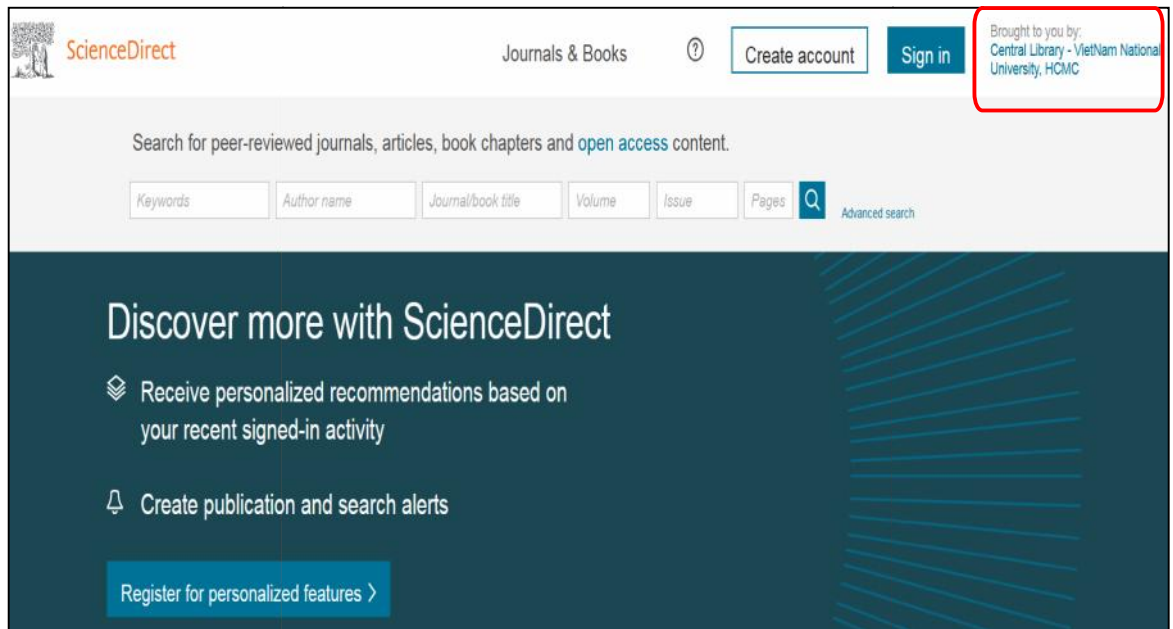 ScienceDirect
Journals & Books
?
Create account
Sign in
Brought to you by:
Central Library - VietNam National
University, HCMC
Search for peer-reviewed journals, articles, book chapters and open access content.
Keywords
Author name
Journal/book title
Volume
Issue
Pages
Advanced search
Discover more with ScienceDirect
Receive personalized recommendations based on
your recent signed-in activity
Create publication and search alerts
Register for personalized features >